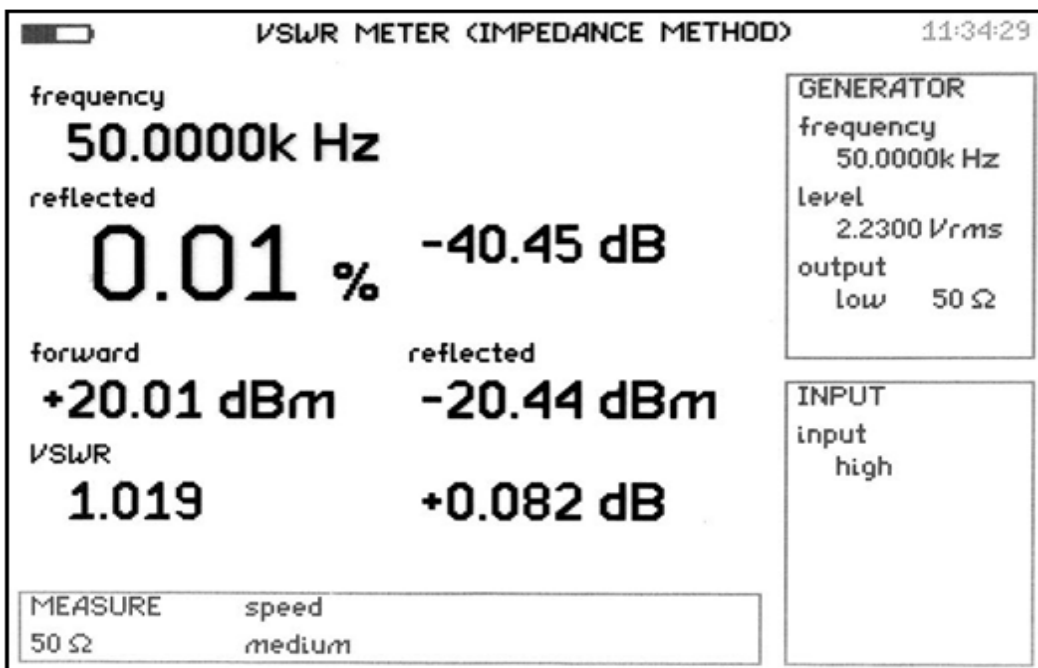 VSWR METER (IMPEDANCE METHOD)
11:34:29
frequency
50.0000k Hz
reflected
0.01 %
-40.45 dB
forward
+20.01 dBm
reflected
-20.44 dBm
VSWR
1.019
+0.082 dB
MEASURE speed
50 Ω medium
GENERATOR
frequency
50.0000k Hz
level
2.2300 Vrms
output
low 50 Ω
INPUT
input
high